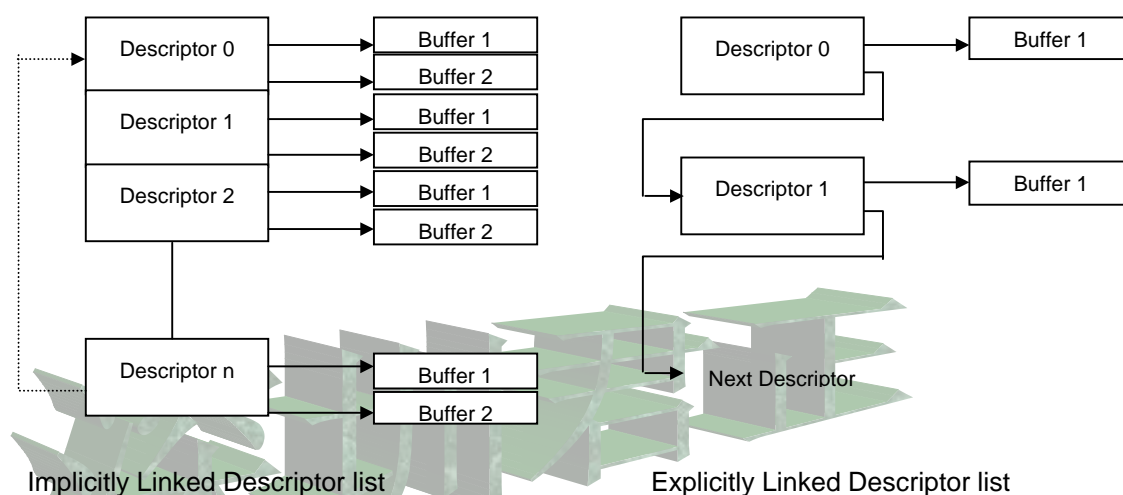 Descriptor 0
Buffer 1
Buffer 2
Descriptor 1
Buffer 1
Buffer 2
Descriptor 2
Buffer 1
Buffer 2
Descriptor n
Buffer 1
Buffer 2
Implicitly Linked Descriptor list
Descriptor 0
Buffer 1
Descriptor 1
Buffer 1
Next Descriptor
Explicitly Linked Descriptor list